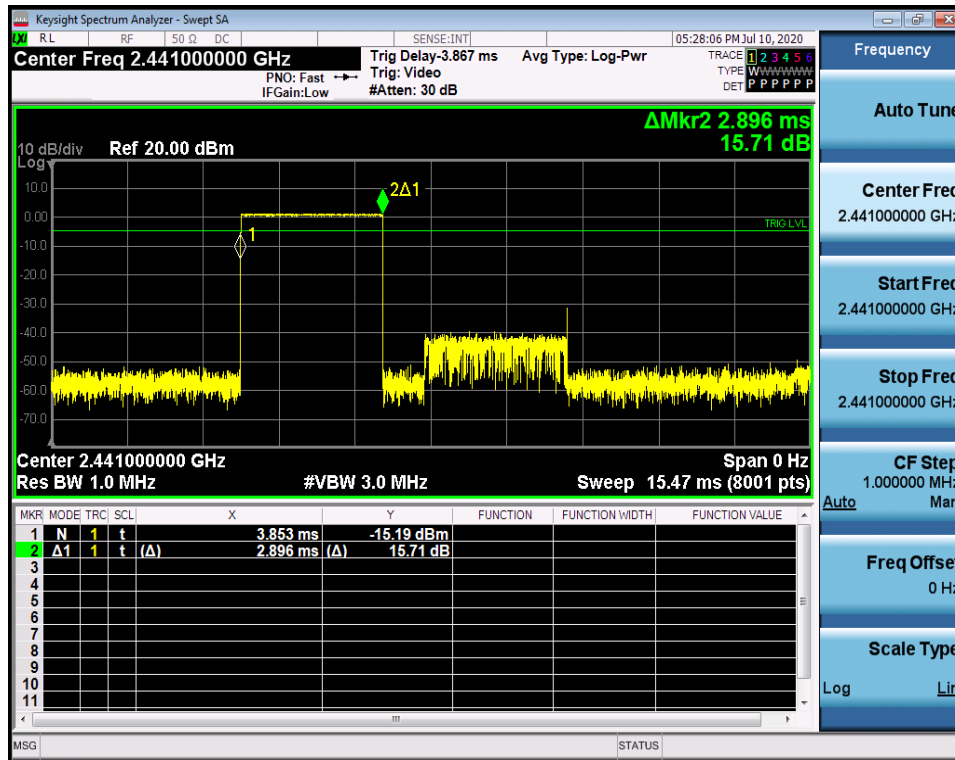 Keysight Spectrum Analyzer - Swept SA
LXI RL RF 50 Ω DC SENSE:INT 05:28:06 PM Jul 10, 2020
Center Freq 2.441000000 GHz
PNO: Fast
IFGain:Low
Trig Delay-3.867 ms
Trig: Video
#Atten: 30 dB
Avg Type: Log-Pwr
TRACE 1 2 3 4 5 6
TYPE WWWWWW
DET P P P P P P
ΔMkr2 2.896 ms
15.71 dB
10 dB/div Ref 20.00 dBm
Log
10.0
0.00
-10.0
-20.0
-30.0
-40.0
-50.0
-60.0
-70.0
2Δ1
1
TRIG LVL
Center 2.441000000 GHz Span 0 Hz
Res BW 1.0 MHz #VBW 3.0 MHz Sweep 15.47 ms (8001 pts)
MKR MODE TRC SCL X Y FUNCTION FUNCTION WIDTH FUNCTION VALUE
1 N 1 t 3.853 ms -15.19 dBm
2 Δ1 1 t (Δ) 2.896 ms (Δ) 15.71 dB
3
4
5
6
7
8
9
10
11
MSG STATUS
Frequency
Auto Tune
Center Freq
2.441000000 GHz
Start Freq
2.441000000 GHz
Stop Freq
2.441000000 GHz
CF Step
1.000000 MHz
Auto Man
Freq Offset
0 Hz
Scale Type
Log Lin